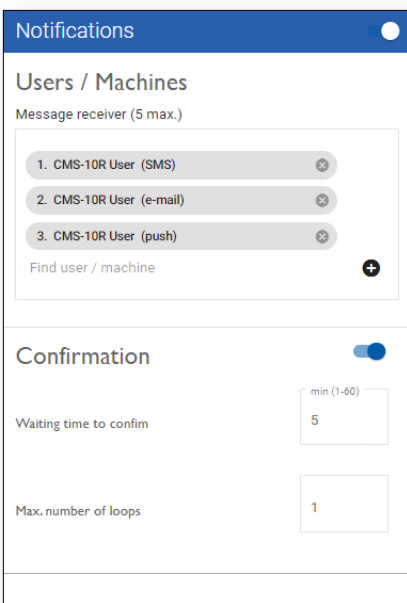 Notifications
Users / Machines
Message receiver (5 max.)
1. CMS-10R User (SMS)
2. CMS-10R User (e-mail)
3. CMS-10R User (push)
Find user / machine
Confirmation
min (1-60)
Waiting time to confim
5
Max. number of loops
1